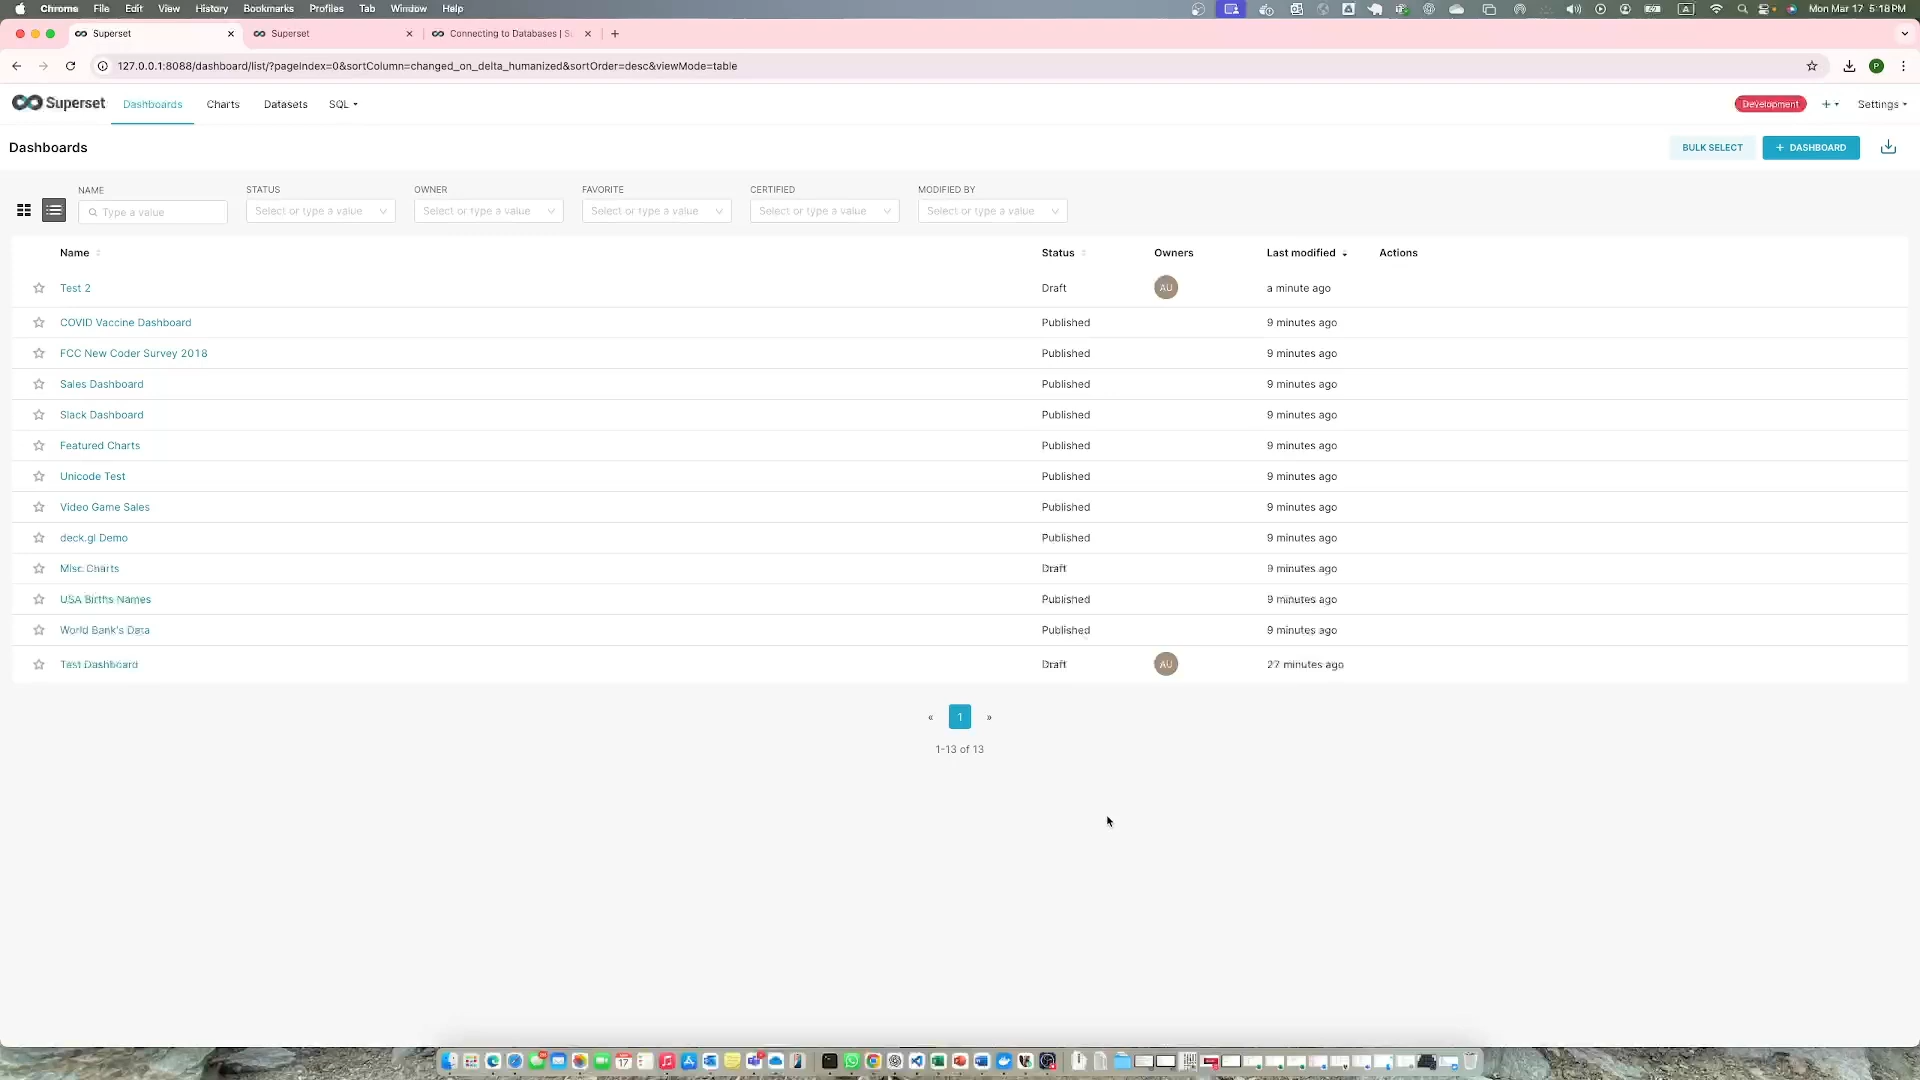 Chrome File Edit View History Bookmarks Profiles Tab Window Help Mon Mar 17 5:18 PM
Superset Superset Connecting to Databases | Su
127.0.0.1:8088/dashboard/list/?pageIndex=0&sortColumn=changed_on_delta_humanized&sortOrder=desc&viewMode=table
Superset Dashboards Charts Datasets SQL Development Settings
Dashboards BULK SELECT + DASHBOARD
NAME STATUS OWNER FAVORITE CERTIFIED MODIFIED BY
Type a value Select or type a value Select or type a value Select or type a value Select or type a value Select or type a value
Name Status Owners Last modified Actions
Test 2 Draft AU a minute ago
COVID Vaccine Dashboard Published 9 minutes ago
FCC New Coder Survey 2018 Published 9 minutes ago
Sales Dashboard Published 9 minutes ago
Slack Dashboard Published 9 minutes ago
Featured Charts Published 9 minutes ago
Unicode Test Published 9 minutes ago
Video Game Sales Published 9 minutes ago
deck.gl Demo Published 9 minutes ago
Misc Charts Draft 9 minutes ago
USA Births Names Published 9 minutes ago
World Bank's Data Published 9 minutes ago
Test Dashboard Draft AU 27 minutes ago
« 1 »
1-13 of 13